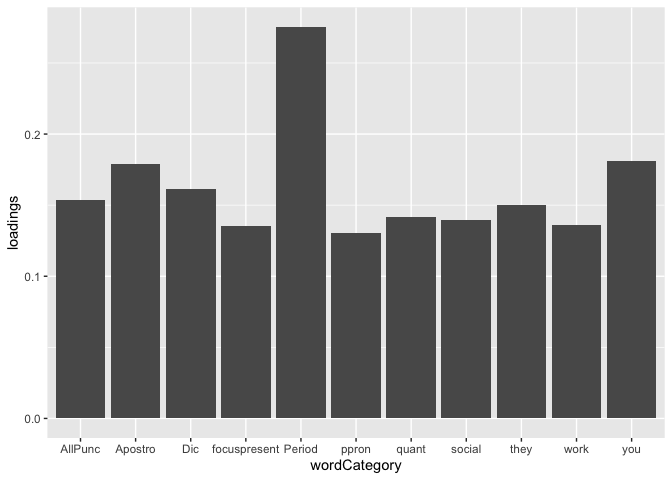 loadings
0.2
0.1
0.0
AllPunc Apostro Dic focuspresent Period ppron quant social they work you
wordCategory